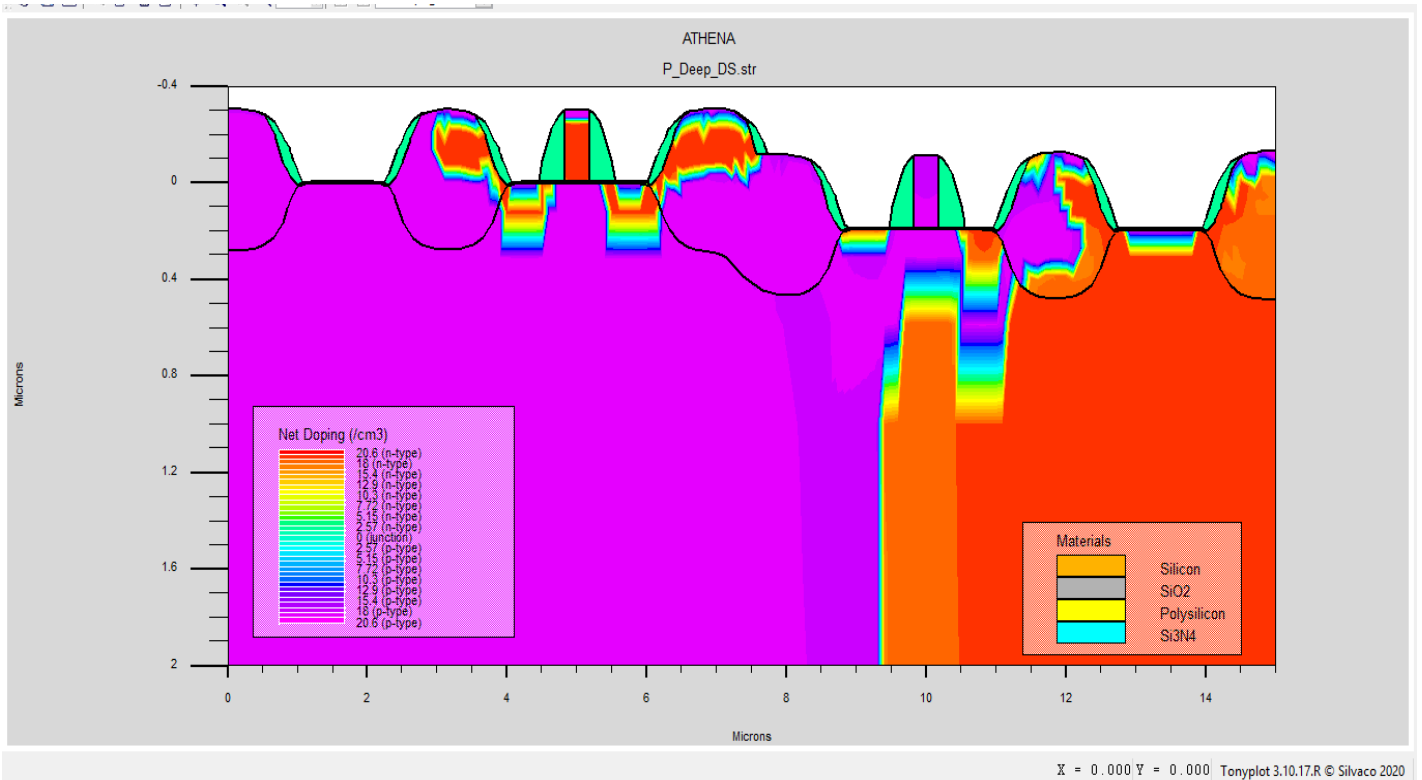 ATHENA
P_Deep_DS.str
-0.4
0
0.4
0.8
1.2
1.6
2
Microns
0
2
4
6
8
10
12
14
Microns
Net Doping (/cm3)
20.6 (n-type)
18 (n-type)
15.4 (n-type)
12.9 (n-type)
10.3 (n-type)
7.72 (n-type)
5.15 (n-type)
2.57 (n-type)
0 (junction)
2.57 (p-type)
5.15 (p-type)
7.72 (p-type)
10.3 (p-type)
12.9 (p-type)
15.4 (p-type)
18 (p-type)
20.6 (p-type)
Materials
Silicon
SiO2
Polysilicon
Si3N4
X = 0.000 Y = 0.000 Tonyplot 3.10.17.R © Silvaco 2020